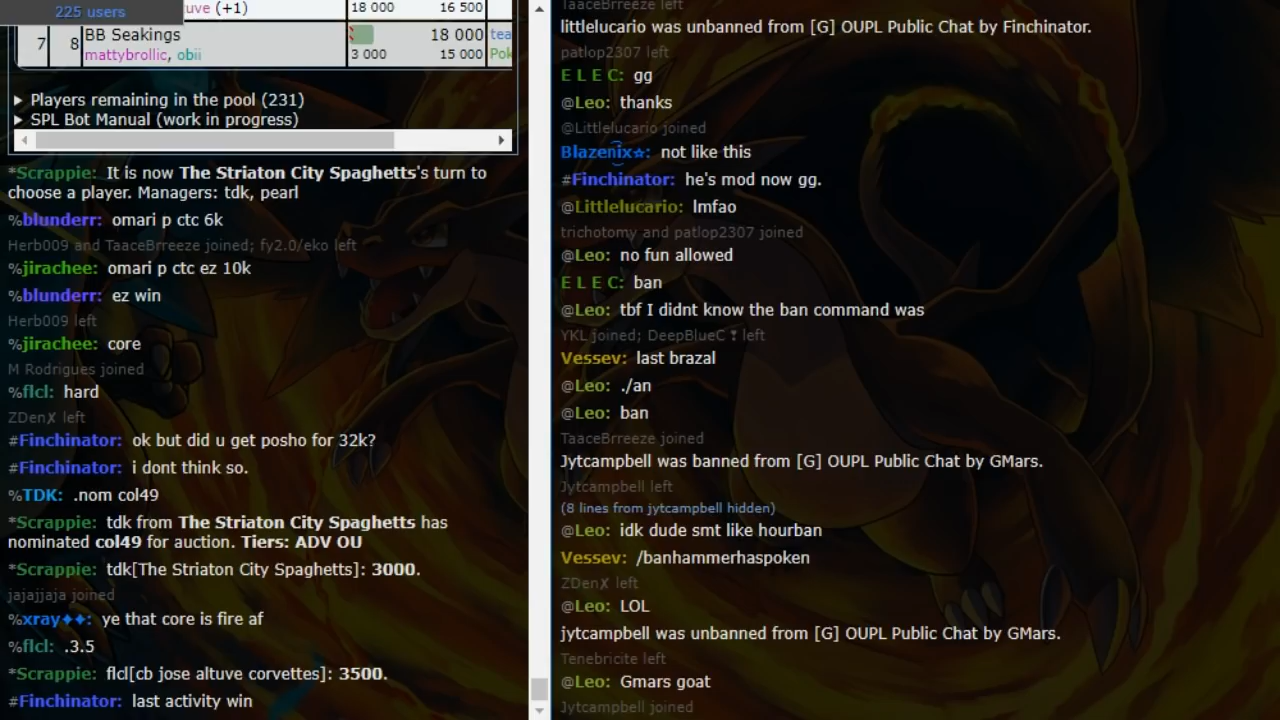 225 users
uve (+1)
18 000
16 500
7
8
BB Seakings
18 000
tea
mattybrollic, obii
3 000
15 000
Pok
▶ Players remaining in the pool (231)
▶ SPL Bot Manual (work in progress)
*Scrappie: It is now The Striaton City Spaghetts's turn to
choose a player. Managers: tdk, pearl
%blunderr: omari p ctc 6k
Herb009 and TaaceBrreeze joined; fy2.0/eko left
%jirachee: omari p ctc ez 10k
%blunderr: ez win
Herb009 left
%jirachee: core
M Rodrigues joined
%flcl: hard
ZDen✗ left
#Finchinator: ok but did u get posho for 32k?
#Finchinator: i dont think so.
%TDK: .nom col49
*Scrappie: tdk from The Striaton City Spaghetts has
nominated col49 for auction. Tiers: ADV OU
*Scrappie: tdk[The Striaton City Spaghetts]: 3000.
jajajjaja joined
%xray✦✦: ye that core is fire af
%flcl: .3.5
*Scrappie: flcl[cb jose altuve corvettes]: 3500.
#Finchinator: last activity win
TaaceBrreeze left
littlelucario was unbanned from [G] OUPL Public Chat by Finchinator.
patlop2307 left
E L E C: gg
@Leo: thanks
@Littlelucario joined
Blazenix☆: not like this
#Finchinator: he's mod now gg.
@Littlelucario: lmfao
trichotomy and patlop2307 joined
@Leo: no fun allowed
E L E C: ban
@Leo: tbf I didnt know the ban command was
YKL joined; DeepBlueC ❢ left
Vessev: last brazal
@Leo: ./an
@Leo: ban
TaaceBrreeze joined
Jytcampbell was banned from [G] OUPL Public Chat by GMars.
Jytcampbell left
(8 lines from jytcampbell hidden)
@Leo: idk dude smt like hourban
Vessev: /banhammerhaspoken
ZDen✗ left
@Leo: LOL
jytcampbell was unbanned from [G] OUPL Public Chat by GMars.
Tenebricite left
@Leo: Gmars goat
Jytcampbell joined